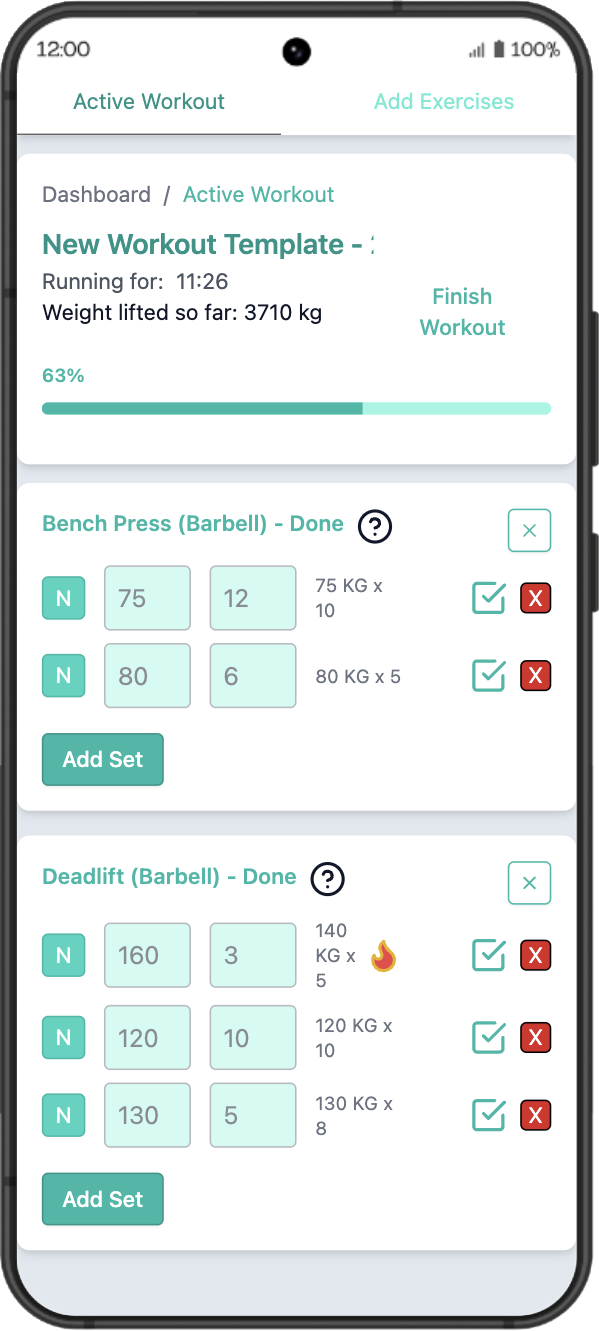 12:00 100%
Active Workout Add Exercises
Dashboard / Active Workout
New Workout Template -
Running for: 11:26
Weight lifted so far: 3710 kg
Finish
Workout
63%
Bench Press (Barbell) - Done ?
N 75 12 75 KG x
10 X
N 80 6 80 KG x 5 X
Add Set
Deadlift (Barbell) - Done ?
N 160 3 140
KG x
5 X
N 120 10 120 KG x
10 X
N 130 5 130 KG x
8 X
Add Set